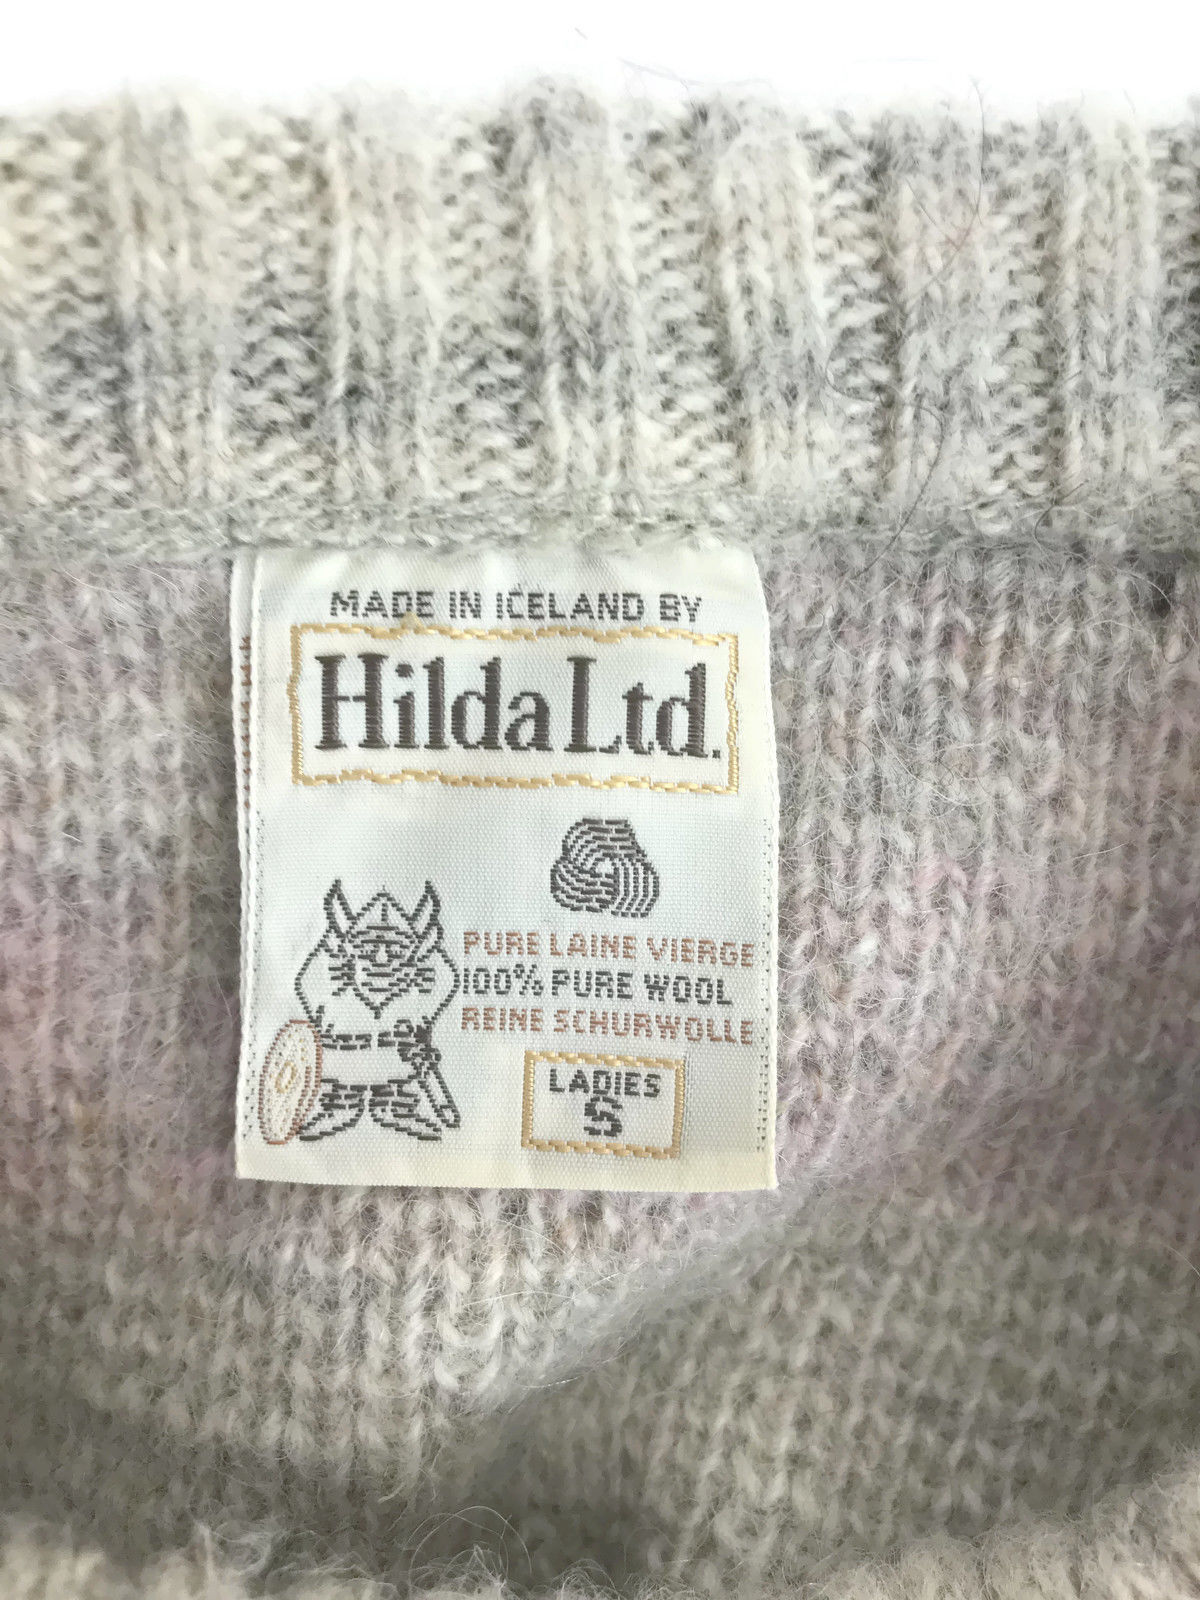 MADE IN ICELAND BY
Hilda Ltd.
PURE LAINE VIERGE
100% PURE WOOL
REINE SCHURWOLLE
LADIES
S